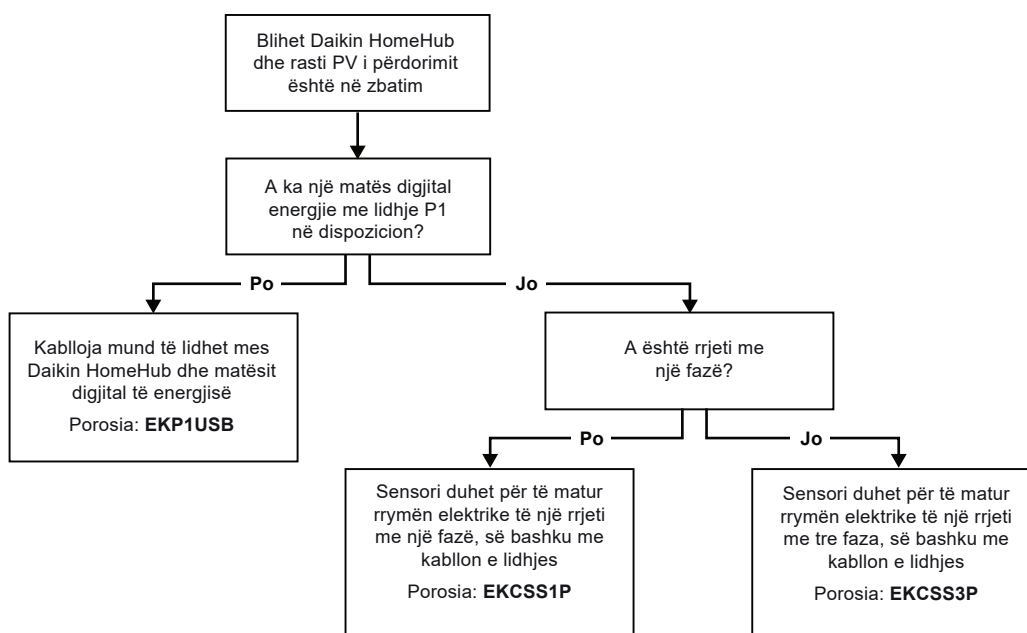 Blihet Daikin HomeHub
dhe rasti PV i përdorimit
është në zbatim
A ka një matës digjital
energjie me lidhje P1
në dispozicion?
Po
Jo
Kablloja mund të lidhet mes
Daikin HomeHub dhe matësit
digjital të energjisë
Porosia: EKP1USB
A është rrjeti me
një fazë?
Po
Jo
Sensori duhet për të matur
rrymën elektrike të një rrjeti
me një fazë, së bashku me
kabllon e lidhjes
Porosia: EKCSS1P
Sensori duhet për të matur
rrymën elektrike të një rrjeti
me tre faza, së bashku me
kabllon e lidhjes
Porosia: EKCSS3P